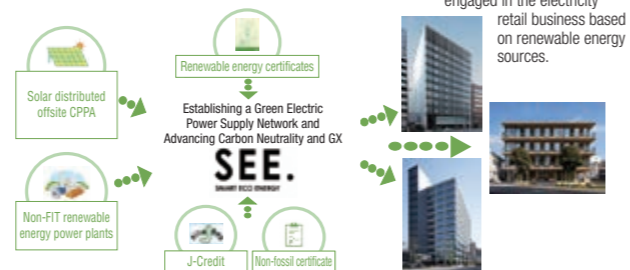 engaged in the electricity
retail business based
on renewable energy
sources.
Renewable energy certificates
Solar distributed
offsite CPPA
Establishing a Green Electric
Power Supply Network and
Advancing Carbon Neutrality and GX
SEE.
SMART ECO ENERGY
Non-FIT renewable
energy power plants
J-Credit
Non-fossil certificate